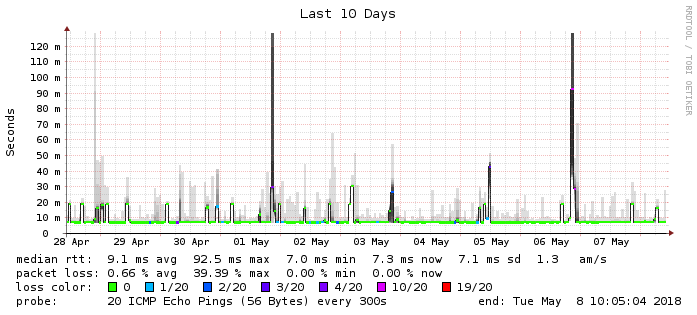 Last 10 Days
RRDTOOL / TOBI OETIKER
Seconds
120 m
110 m
100 m
90 m
80 m
70 m
60 m
50 m
40 m
30 m
20 m
10 m
0
28 Apr 29 Apr 30 Apr 01 May 02 May 03 May 04 May 05 May 06 May 07 May
median rtt: 9.1 ms avg 92.5 ms max 7.0 ms min 7.3 ms now 7.1 ms sd 1.3 am/s
packet loss: 0.66 % avg 39.39 % max 0.00 % min 0.00 % now
loss color: 0 1/20 2/20 3/20 4/20 10/20 19/20
probe: 20 ICMP Echo Pings (56 Bytes) every 300s end: Tue May 8 10:05:04 2018